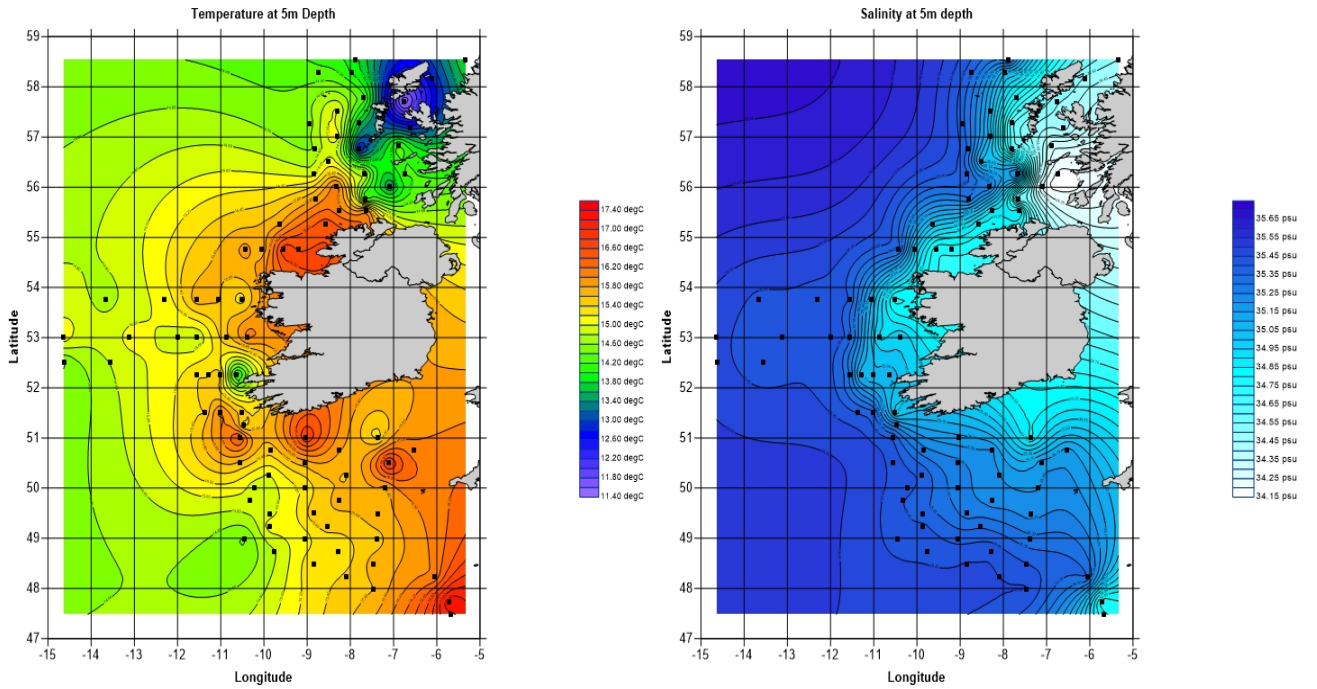 Temperature at 5m Depth
59
58
57
56
55
54
53
52
51
50
49
48
47
-15 -14 -13 -12 -11 -10 -9 -8 -7 -6 -5
Latitude
Longitude
17.40 degC
17.00 degC
16.60 degC
16.20 degC
15.80 degC
15.40 degC
15.00 degC
14.60 degC
14.20 degC
13.80 degC
13.40 degC
13.00 degC
12.60 degC
12.20 degC
11.80 degC
11.40 degC
Salinity at 5m depth
59
58
57
56
55
54
53
52
51
50
49
48
47
-15 -14 -13 -12 -11 -10 -9 -8 -7 -6 -5
Latitude
Longitude
35.65 psu
35.55 psu
35.45 psu
35.35 psu
35.25 psu
35.15 psu
35.05 psu
34.95 psu
34.85 psu
34.75 psu
34.65 psu
34.55 psu
34.45 psu
34.35 psu
34.25 psu
34.15 psu